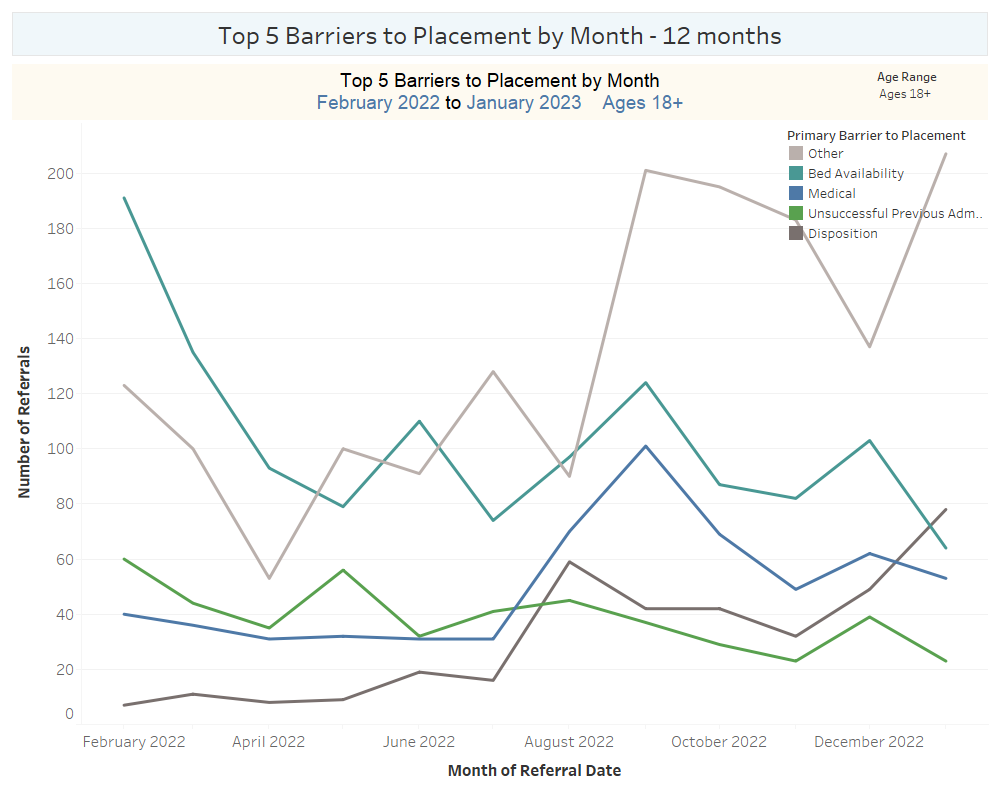 Top 5 Barriers to Placement by Month - 12 months
Top 5 Barriers to Placement by Month
February 2022 to January 2023 Ages 18+
Age Range
Ages 18+
Primary Barrier to Placement
Other
Bed Availability
Medical
Unsuccessful Previous Adm..
Disposition
Number of Referrals
200
180
160
140
120
100
80
60
40
20
0
February 2022 April 2022 June 2022 August 2022 October 2022 December 2022
Month of Referral Date